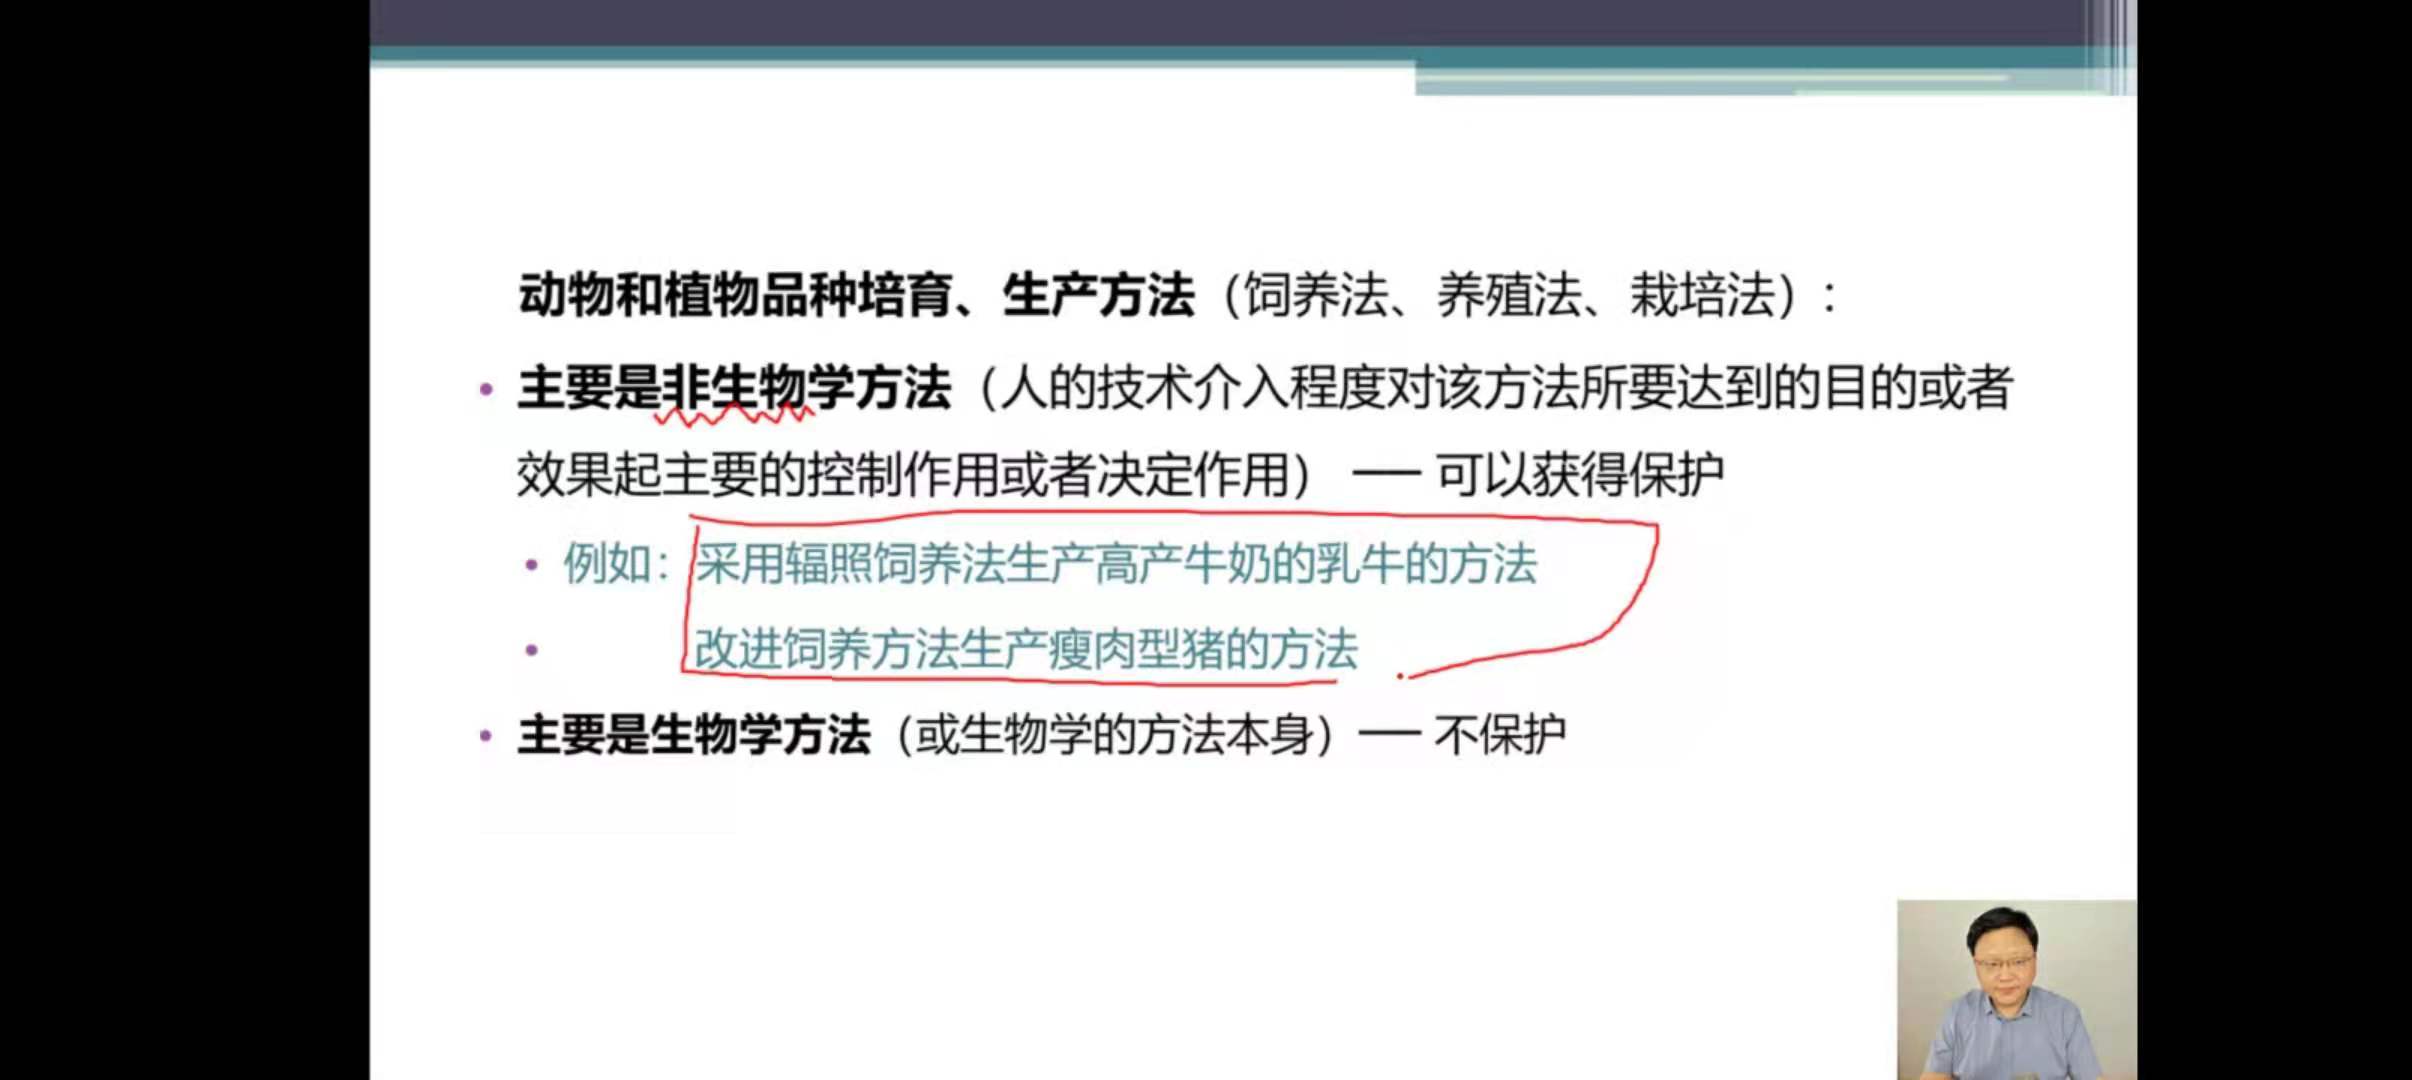 动物和植物品种培育、生产方法（饲养法、养殖法、栽培法）：
• 主要是非生物学方法（人的技术介入程度对该方法所要达到的目的或者
效果起主要的控制作用或者决定作用） — 可以获得保护
• 例如：采用辐照饲养法生产高产牛奶的乳牛的方法
• 改进饲养方法生产瘦肉型猪的方法
• 主要是生物学方法（或生物学的方法本身）— 不保护